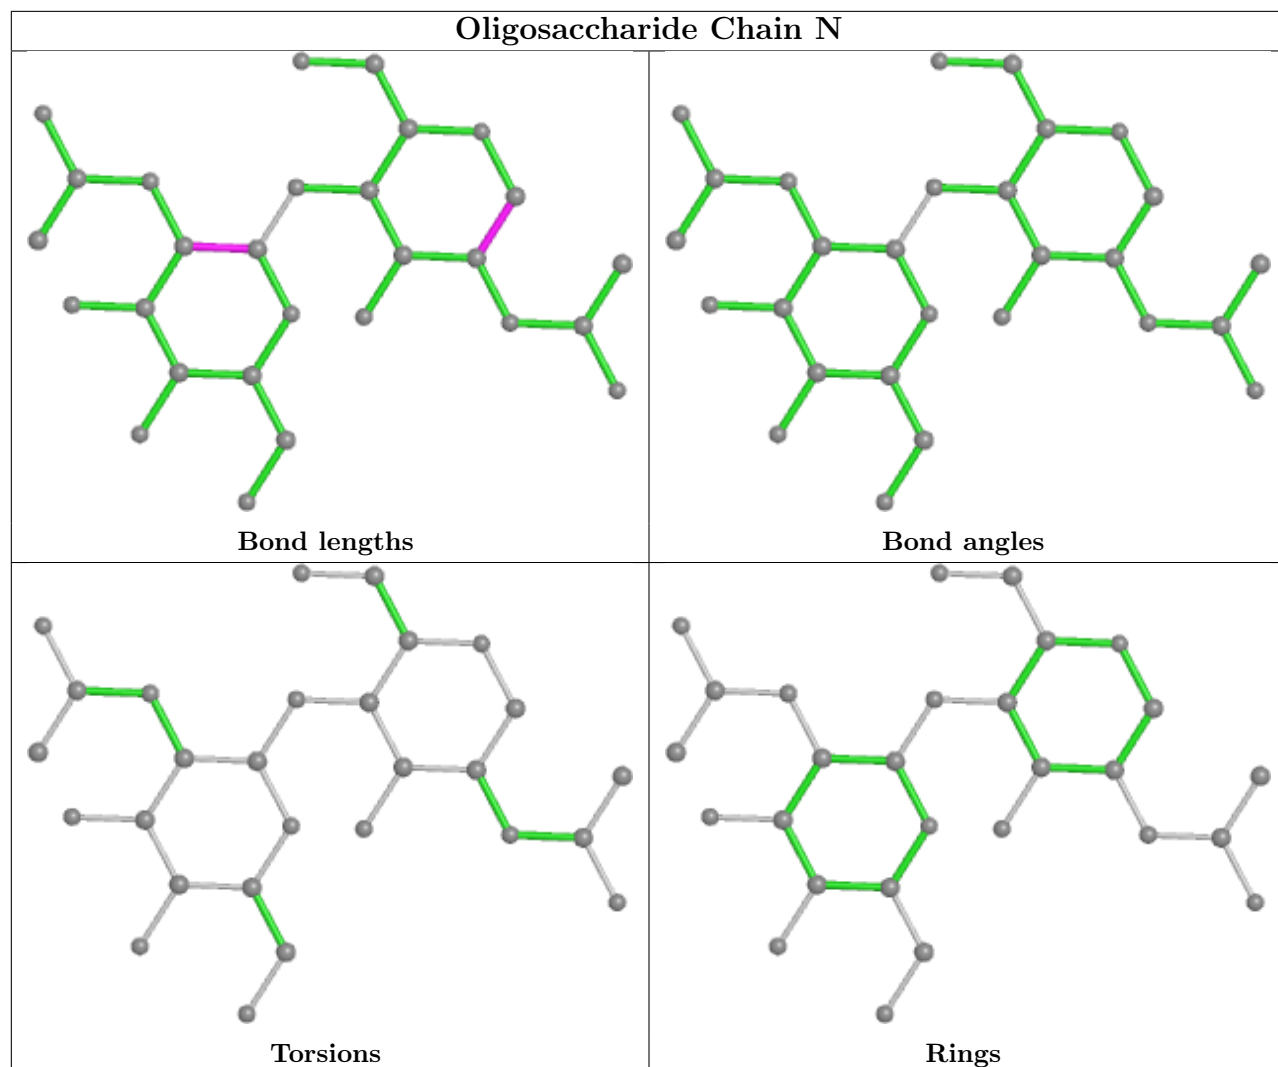 Oligosaccharide Chain N
Bond lengths
Bond angles
Torsions
Rings